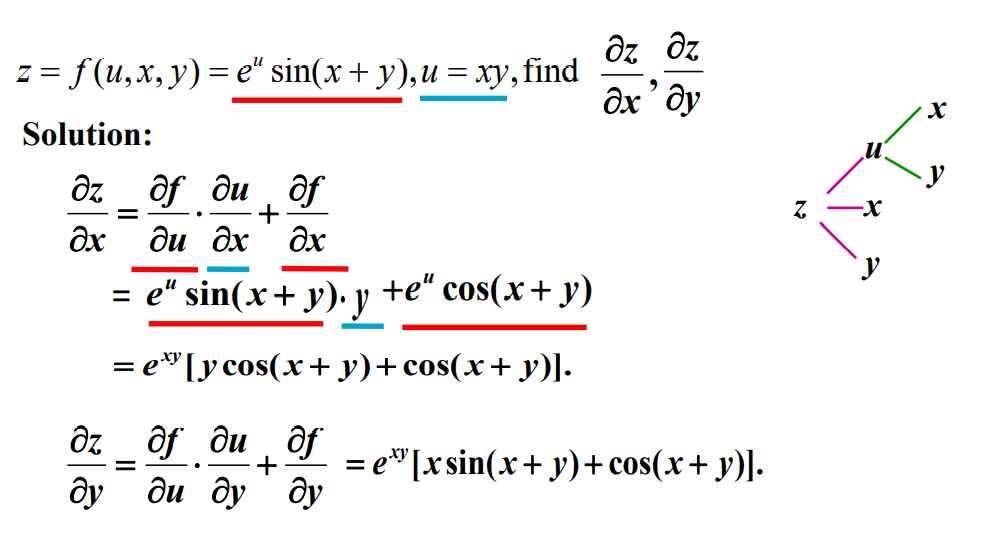 z = f(u, x, y) = e^u sin(x + y), u = xy, find ∂z/∂x, ∂z/∂y
Solution:
∂z/∂x = ∂f/∂u · ∂u/∂x + ∂f/∂x
= e^u sin(x + y) · y + e^u cos(x + y)
= e^{xy} [y cos(x + y) + cos(x + y)].
∂z/∂y = ∂f/∂u · ∂u/∂y + ∂f/∂y = e^{xy} [x sin(x + y) + cos(x + y)].
x
u
y
z x
y